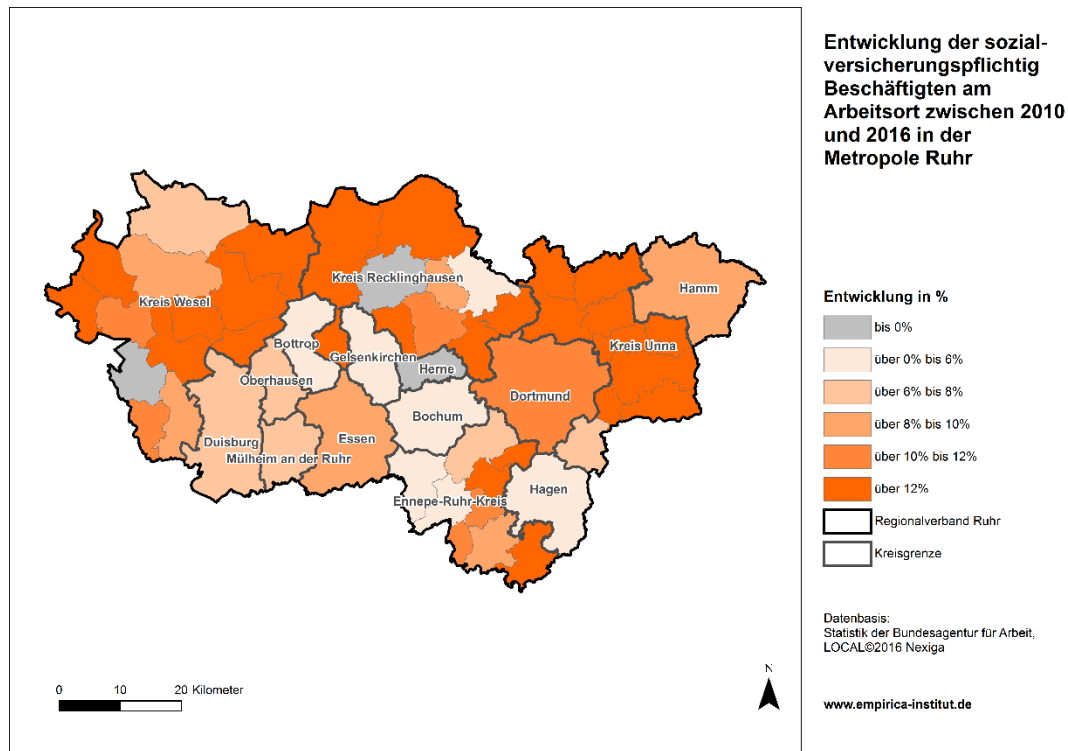 Entwicklung der sozial-
versicherungspflichtig
Beschäftigten am
Arbeitsort zwischen 2010
und 2016 in der
Metropole Ruhr
Kreis Recklinghausen
Hamm
Kreis Wesel
Kreis Unna
Bottrop
Gelsenkirchen
Herne
Oberhausen
Dortmund
Bochum
Essen
Duisburg
Mülheim an der Ruhr
Hagen
Ennepe-Ruhr-Kreis
Entwicklung in %
bis 0%
über 0% bis 6%
über 6% bis 8%
über 8% bis 10%
über 10% bis 12%
über 12%
Regionalverband Ruhr
Kreisgrenze
Datenbasis:
Statistik der Bundesagentur für Arbeit,
LOCAL©2016 Nexiga
www.empirica-institut.de
N
0 10 20 Kilometer